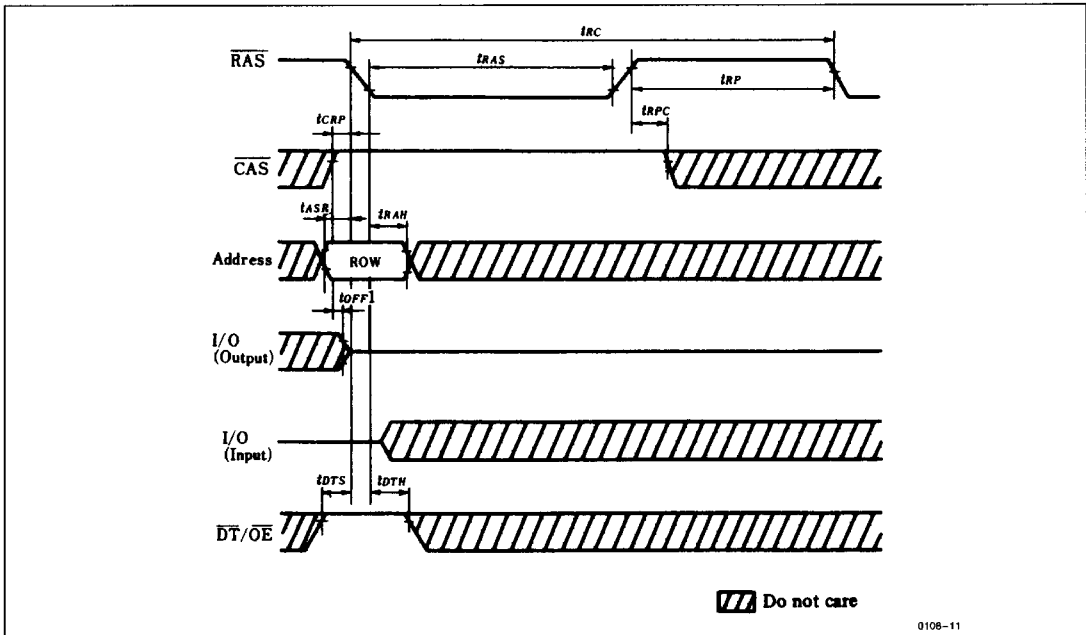 tRC
RAS
tRAS
tRP
tRPC
tCRP
CAS
tASR
tRAH
Address
ROW
tOFF1
I/O
(Output)
I/O
(Input)
tDTS
tDTH
DT/OE
Do not care
0108-11